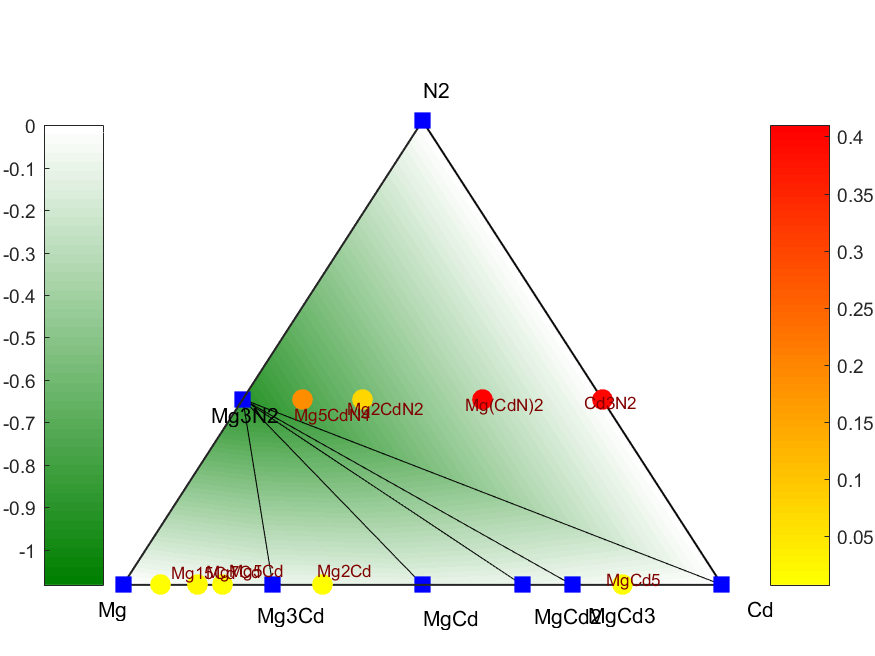 N2
0
-0.1
-0.2
-0.3
-0.4
-0.5
-0.6
-0.7
-0.8
-0.9
-1
0.4
0.35
0.3
0.25
0.2
0.15
0.1
0.05
Mg3N2
Mg5CdN4
Mg2CdN2
Mg(CdN)2
Cd3N2
Mg15Cd
Mg5Cd
Mg2Cd
MgCd5
Mg
Mg3Cd
MgCd
MgCd2
MgCd3
Cd